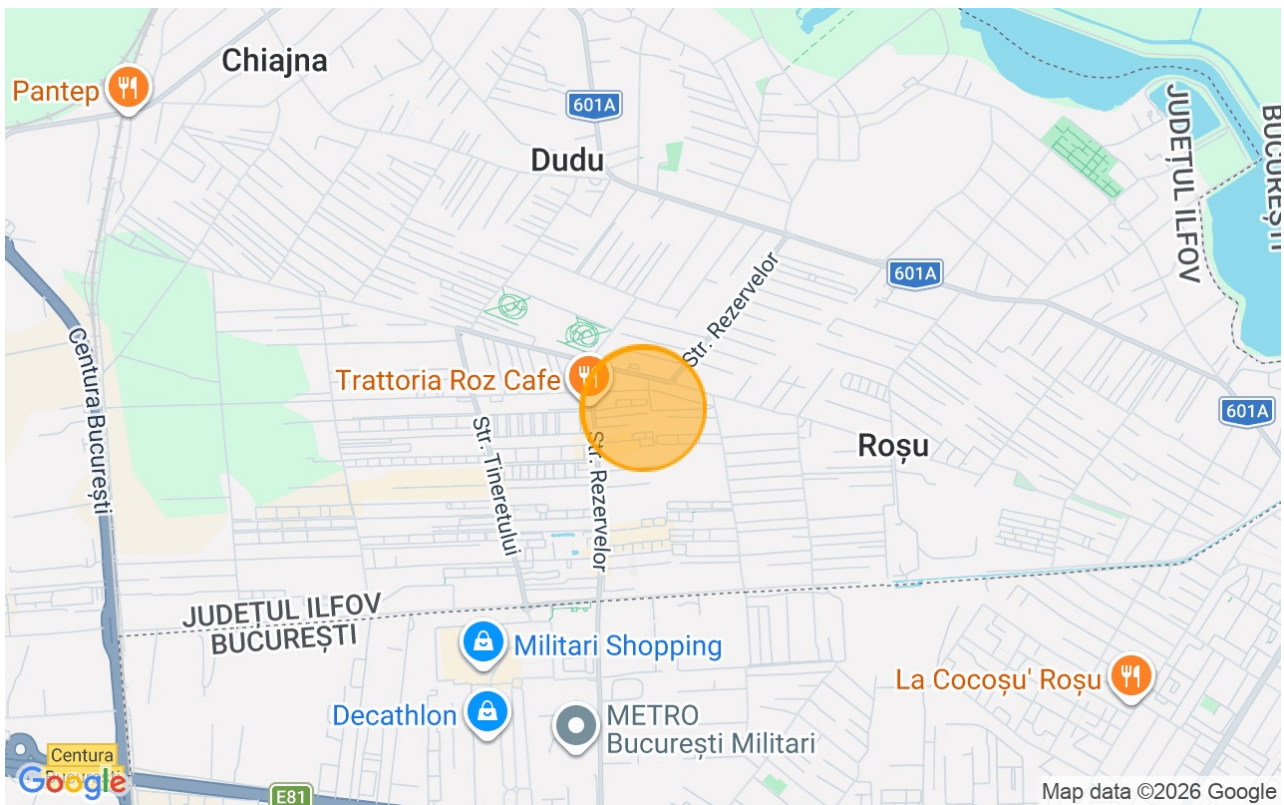 Chiajna
Pantep
601A
Dudu
JUDEȚUL ILFOV
BUCUREȘTI
601A
Str. Rezervelor
Centura București
Trattoria Roz Cafe
601A
Str. Tineretului
Str. Rezervelor
Roșu
JUDEȚUL ILFOV
BUCUREȘTI
Militari Shopping
La Cocoșu' Roșu
Decathlon
METRO
București Militari
Centura
București
Google
E81
Map data ©2026 Google